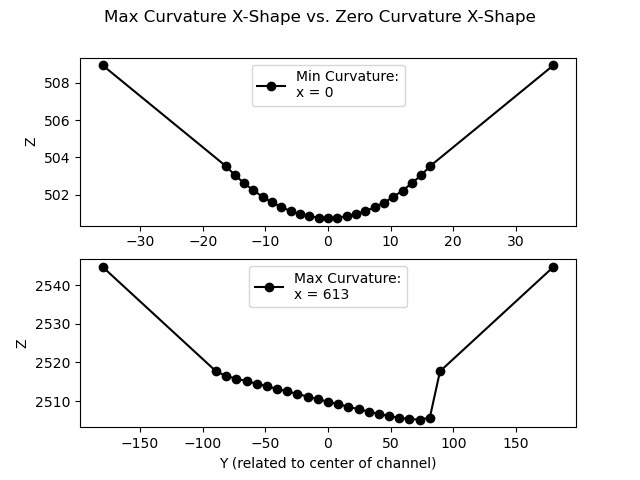 Max Curvature X-Shape vs. Zero Curvature X-Shape
Min Curvature:
x = 0
Z
508
506
504
502
−30 −20 −10 0 10 20 30
Max Curvature:
x = 613
Z
2540
2530
2520
2510
−150 −100 −50 0 50 100 150
Y (related to center of channel)